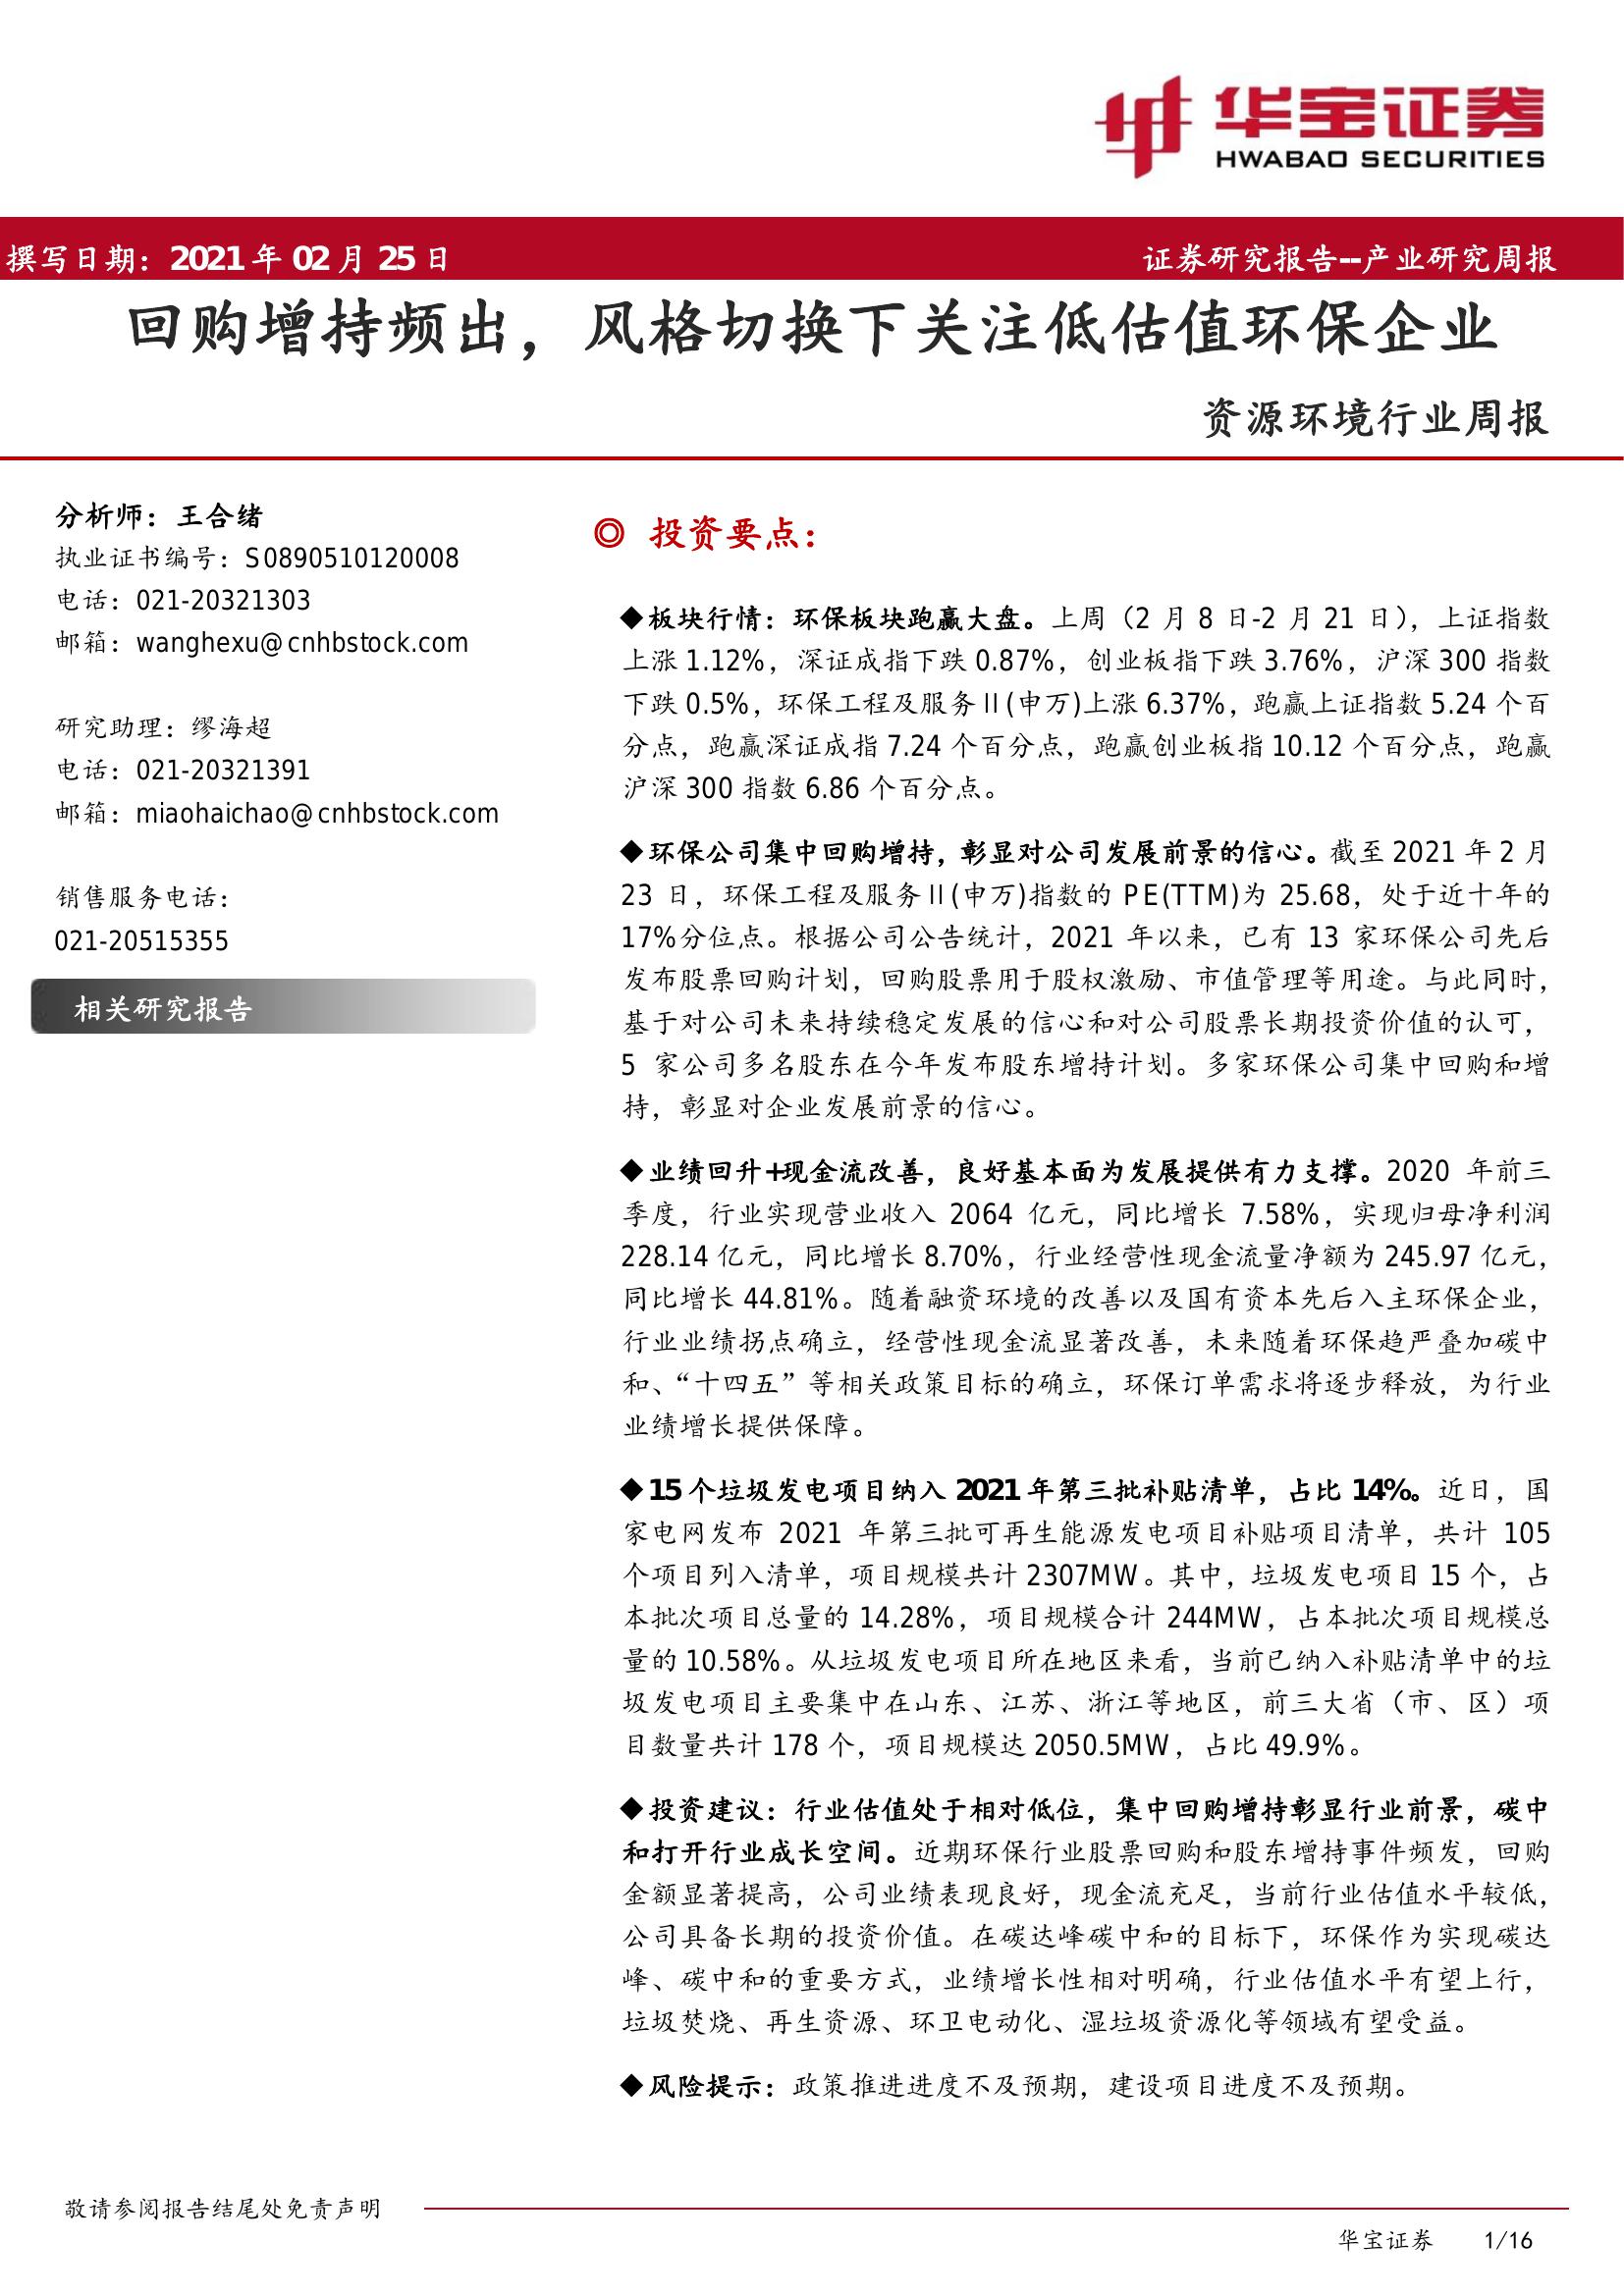 华宝证券
HWABAO SECURITIES
撰写日期：2021 年 02 月 25 日
证券研究报告--产业研究周报
回购增持频出，风格切换下关注低估值环保企业
资源环境行业周报
分析师：王合绪
执业证书编号：S0890510120008
电话：021-20321303
邮箱：wanghexu@cnhbstock.com
研究助理：缪海超
电话：021-20321391
邮箱：miaohaichao@cnhbstock.com
销售服务电话：
021-20515355
相关研究报告
◎ 投资要点：
◆板块行情：环保板块跑赢大盘。上周（2 月 8 日-2 月 21 日），上证指数
上涨 1.12%，深证成指下跌 0.87%，创业板指下跌 3.76%，沪深 300 指数
下跌 0.5%，环保工程及服务Ⅱ(申万)上涨 6.37%，跑赢上证指数 5.24 个百
分点，跑赢深证成指 7.24 个百分点，跑赢创业板指 10.12 个百分点，跑赢
沪深 300 指数 6.86 个百分点。
◆环保公司集中回购增持，彰显对公司发展前景的信心。截至 2021 年 2 月
23 日，环保工程及服务Ⅱ(申万)指数的 PE(TTM)为 25.68，处于近十年的
17%分位点。根据公司公告统计，2021 年以来，已有 13 家环保公司先后
发布股票回购计划，回购股票用于股权激励、市值管理等用途。与此同时，
基于对公司未来持续稳定发展的信心和对公司股票长期投资价值的认可，
5 家公司多名股东在今年发布股东增持计划。多家环保公司集中回购和增
持，彰显对企业发展前景的信心。
◆业绩回升+现金流改善，良好基本面为发展提供有力支撑。2020 年前三
季度，行业实现营业收入 2064 亿元，同比增长 7.58%，实现归母净利润
228.14 亿元，同比增长 8.70%，行业经营性现金流量净额为 245.97 亿元，
同比增长 44.81%。随着融资环境的改善以及国有资本先后入主环保企业，
行业业绩拐点确立，经营性现金流显著改善，未来随着环保趋严叠加碳中
和、“十四五”等相关政策目标的确立，环保订单需求将逐步释放，为行业
业绩增长提供保障。
◆15 个垃圾发电项目纳入 2021 年第三批补贴清单，占比 14%。近日，国
家电网发布 2021 年第三批可再生能源发电项目补贴项目清单，共计 105
个项目列入清单，项目规模共计 2307MW。其中，垃圾发电项目 15 个，占
本批次项目总量的 14.28%，项目规模合计 244MW，占本批次项目规模总
量的 10.58%。从垃圾发电项目所在地区来看，当前已纳入补贴清单中的垃
圾发电项目主要集中在山东、江苏、浙江等地区，前三大省（市、区）项
目数量共计 178 个，项目规模达 2050.5MW，占比 49.9%。
◆投资建议：行业估值处于相对低位，集中回购增持彰显行业前景，碳中
和打开行业成长空间。近期环保行业股票回购和股东增持事件频发，回购
金额显著提高，公司业绩表现良好，现金流充足，当前行业估值水平较低，
公司具备长期的投资价值。在碳达峰碳中和的目标下，环保作为实现碳达
峰、碳中和的重要方式，业绩增长性相对明确，行业估值水平有望上行，
垃圾焚烧、再生资源、环卫电动化、湿垃圾资源化等领域有望受益。
◆风险提示：政策推进进度不及预期，建设项目进度不及预期。
敬请参阅报告结尾处免责声明
华宝证券 1/16